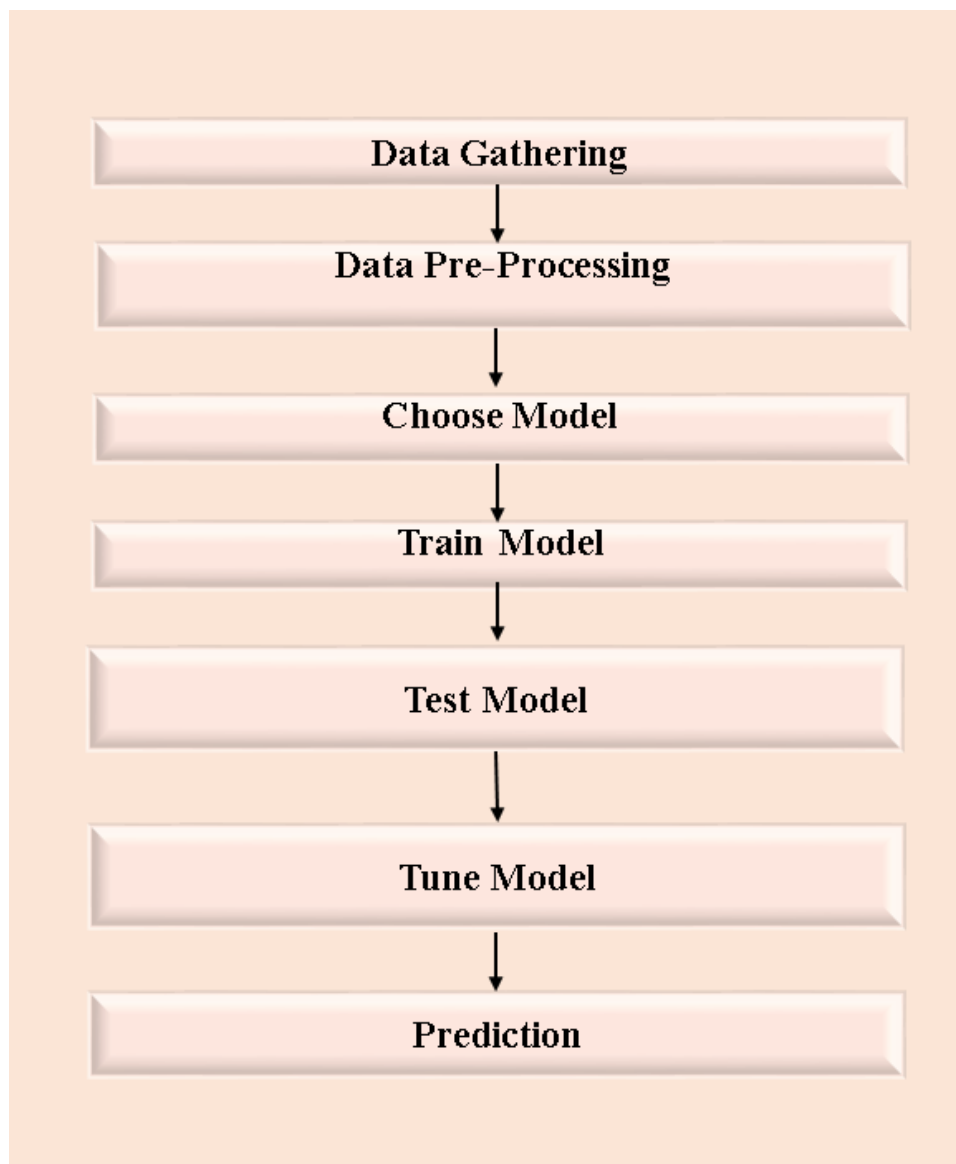 Data Gathering
Data Pre-Processing
Choose Model
Train Model
Test Model
Tune Model
Prediction